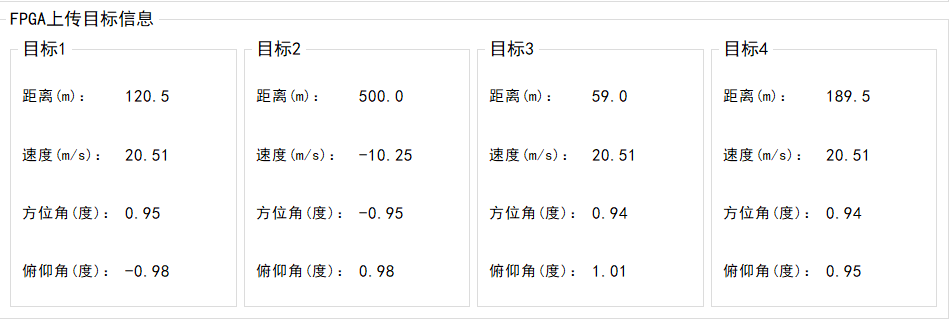 FPGA上传目标信息
目标1 目标2 目标3 目标4
距离(m): 120.5 距离(m): 500.0 距离(m): 59.0 距离(m): 189.5
速度(m/s): 20.51 速度(m/s): -10.25 速度(m/s): 20.51 速度(m/s): 20.51
方位角(度): 0.95 方位角(度): -0.95 方位角(度): 0.94 方位角(度): 0.94
俯仰角(度): -0.98 俯仰角(度): 0.98 俯仰角(度): 1.01 俯仰角(度): 0.95